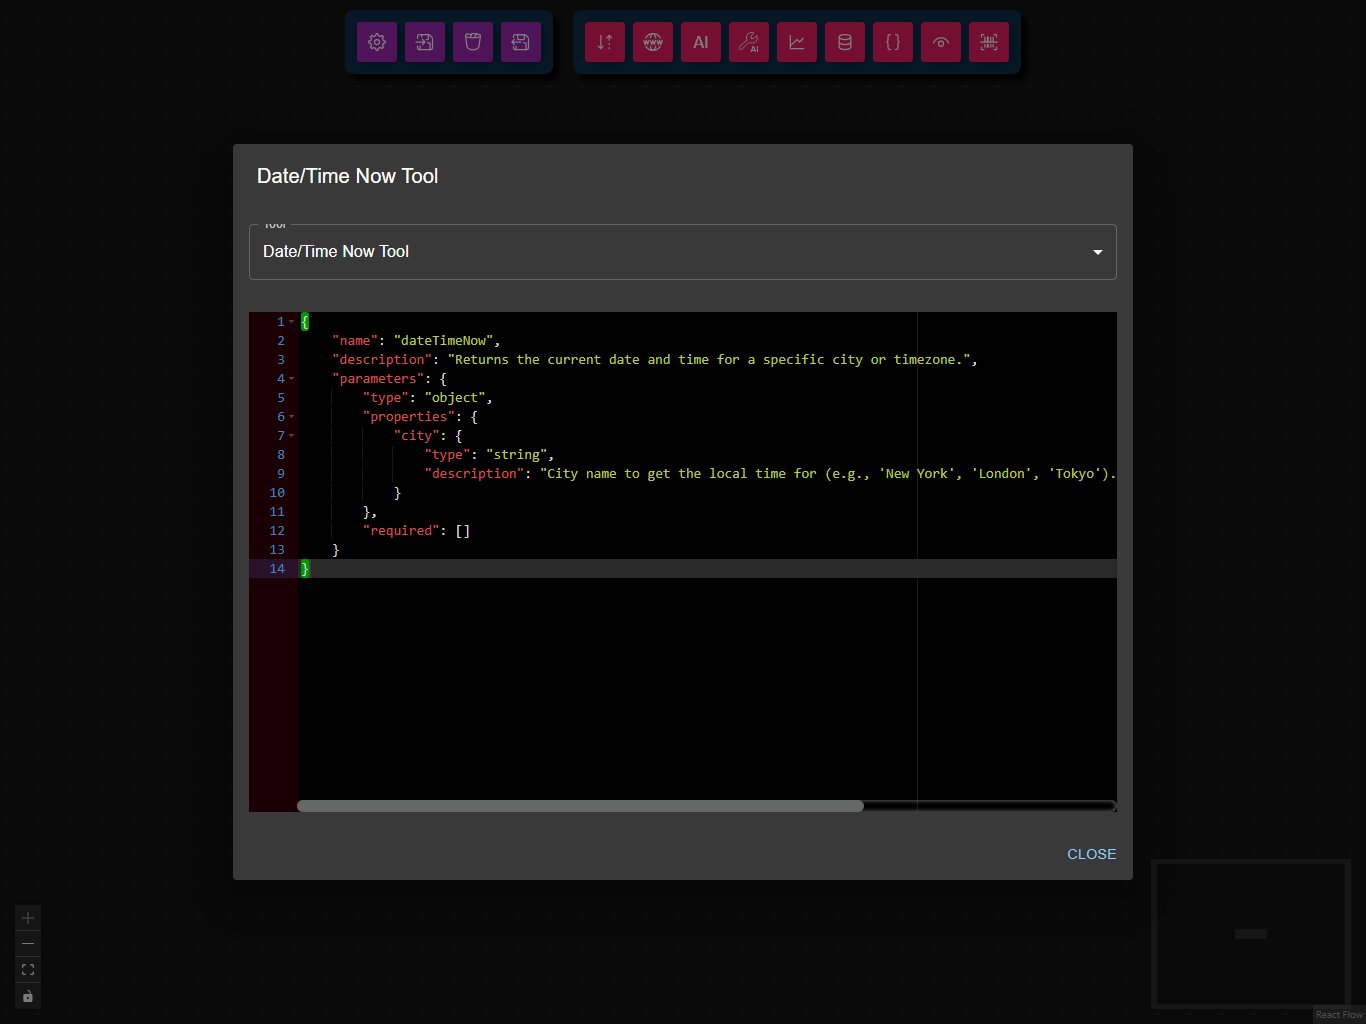 WWW AI AI { }
Date/Time Now Tool
Tool
Date/Time Now Tool
1 {
2 "name": "dateTimeNow",
3 "description": "Returns the current date and time for a specific city or timezone.",
4 "parameters": {
5 "type": "object",
6 "properties": {
7 "city": {
8 "type": "string",
9 "description": "City name to get the local time for (e.g., 'New York', 'London', 'Tokyo').
10 }
11 },
12 "required": []
13 }
14 }
CLOSE
React Flow